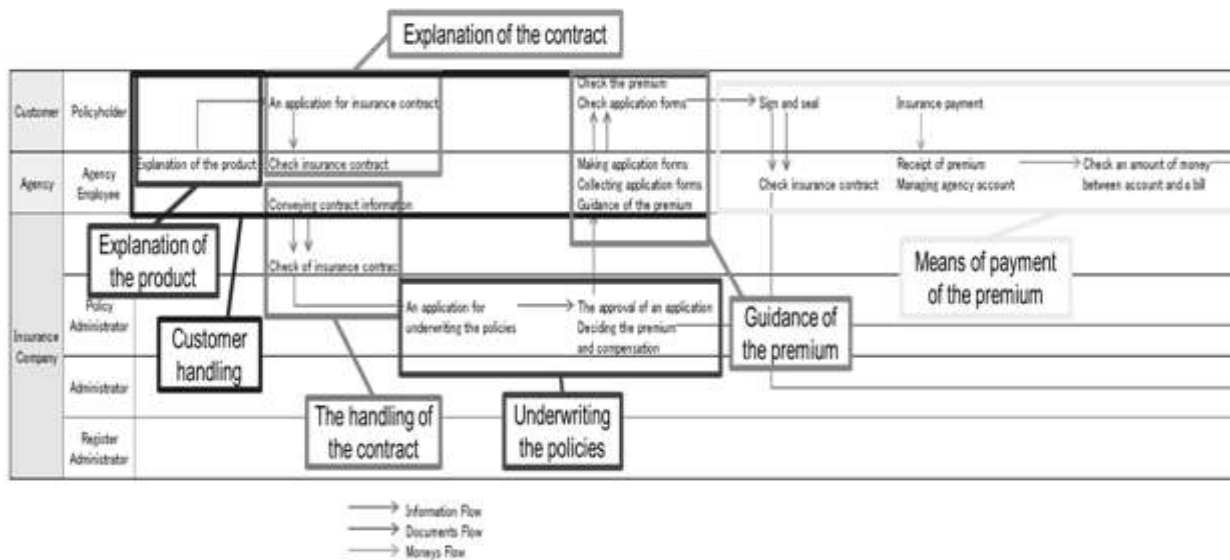 Explanation of the contract
Customer
Policyholder
An application for insurance contract
Check the premium
Check application forms
Sign and seal
Insurance payment
Agency
Agency
Employee
Explanation of the product
Check insurance contract
Conveying contract information
Making application forms
Collecting application forms
Guidance of the premium
Check insurance contract
Receipt of premium
Managing agency account
Check an amount of money
between account and a bill
Explanation of
the product
Check of insurance contract
Means of payment
of the premium
Insurance
Company
Policy
Administrator
An application for
underwriting the policies
The approval of an application
Deciding the premium
and compensation
Guidance of
the premium
Customer
handling
Administrator
The handling of
the contract
Underwriting
the policies
Register
Administrator
Information Flow
Documents Flow
Moneys Flow